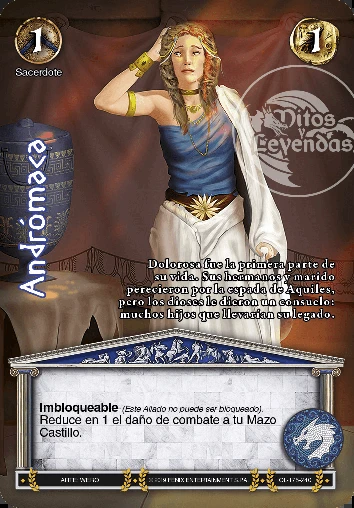 1
1
Sacerdote
Mitos
y
Leyendas
Andrómaca
Dolorosa fue la primera parte de
su vida. Sus hermanos y marido
perecieron por la espada de Aquiles,
pero los dioses le dieron un consuelo:
muchos hijos que llevarían su legado.
Imbloqueable (Este Aliado no puede ser bloqueado).
Reduce en 1 el daño de combate a tu Mazo
Castillo.